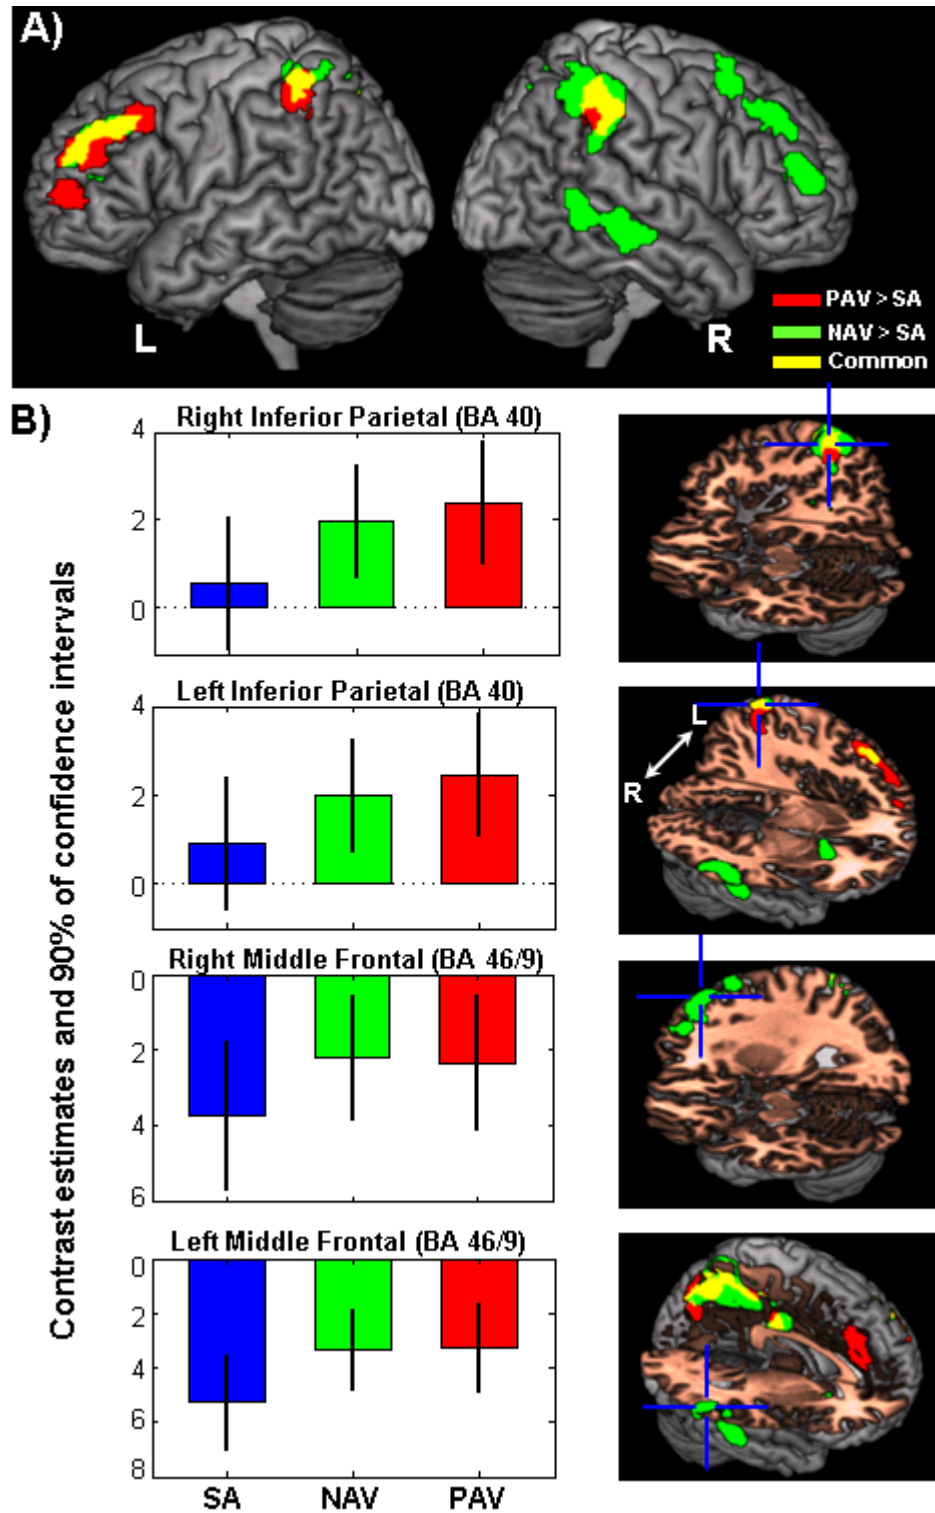 A)
L
R
PAV > SA
NAV > SA
Common
B)
Contrast estimates and 90% of confidence intervals
Right Inferior Parietal (BA 40)
4
2
0
Left Inferior Parietal (BA 40)
4
2
0
L
R
Right Middle Frontal (BA 46/9)
0
2
4
6
Left Middle Frontal (BA 46/9)
0
2
4
6
8
SA NAV PAV